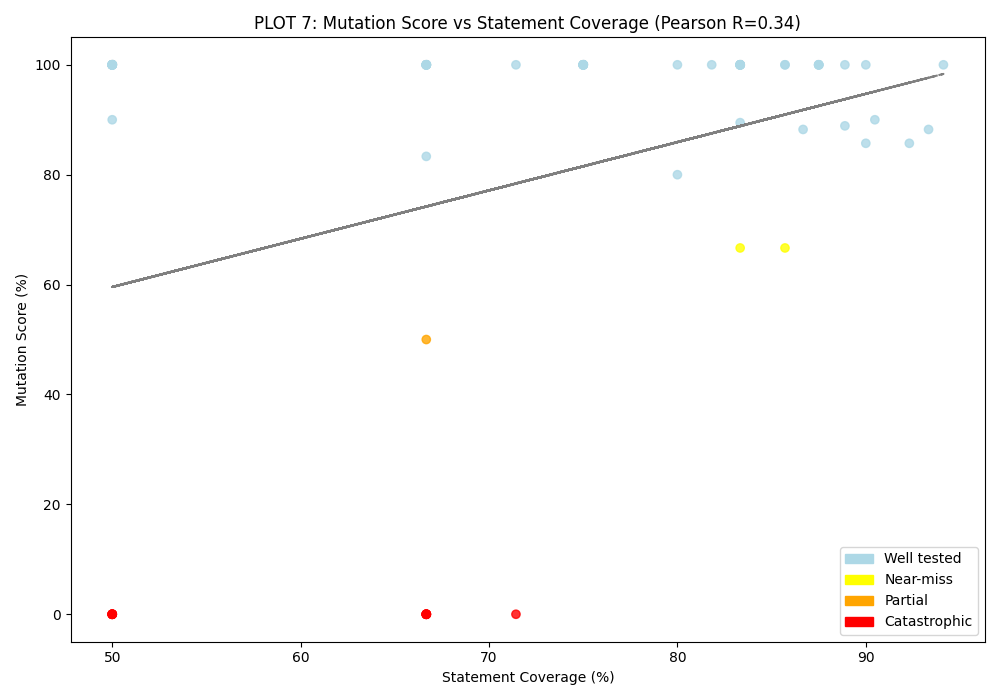 PLOT 7: Mutation Score vs Statement Coverage (Pearson R=0.34)
100
80
60
40
20
0
Mutation Score (%)
50 60 70 80 90
Statement Coverage (%)
Well tested
Near-miss
Partial
Catastrophic